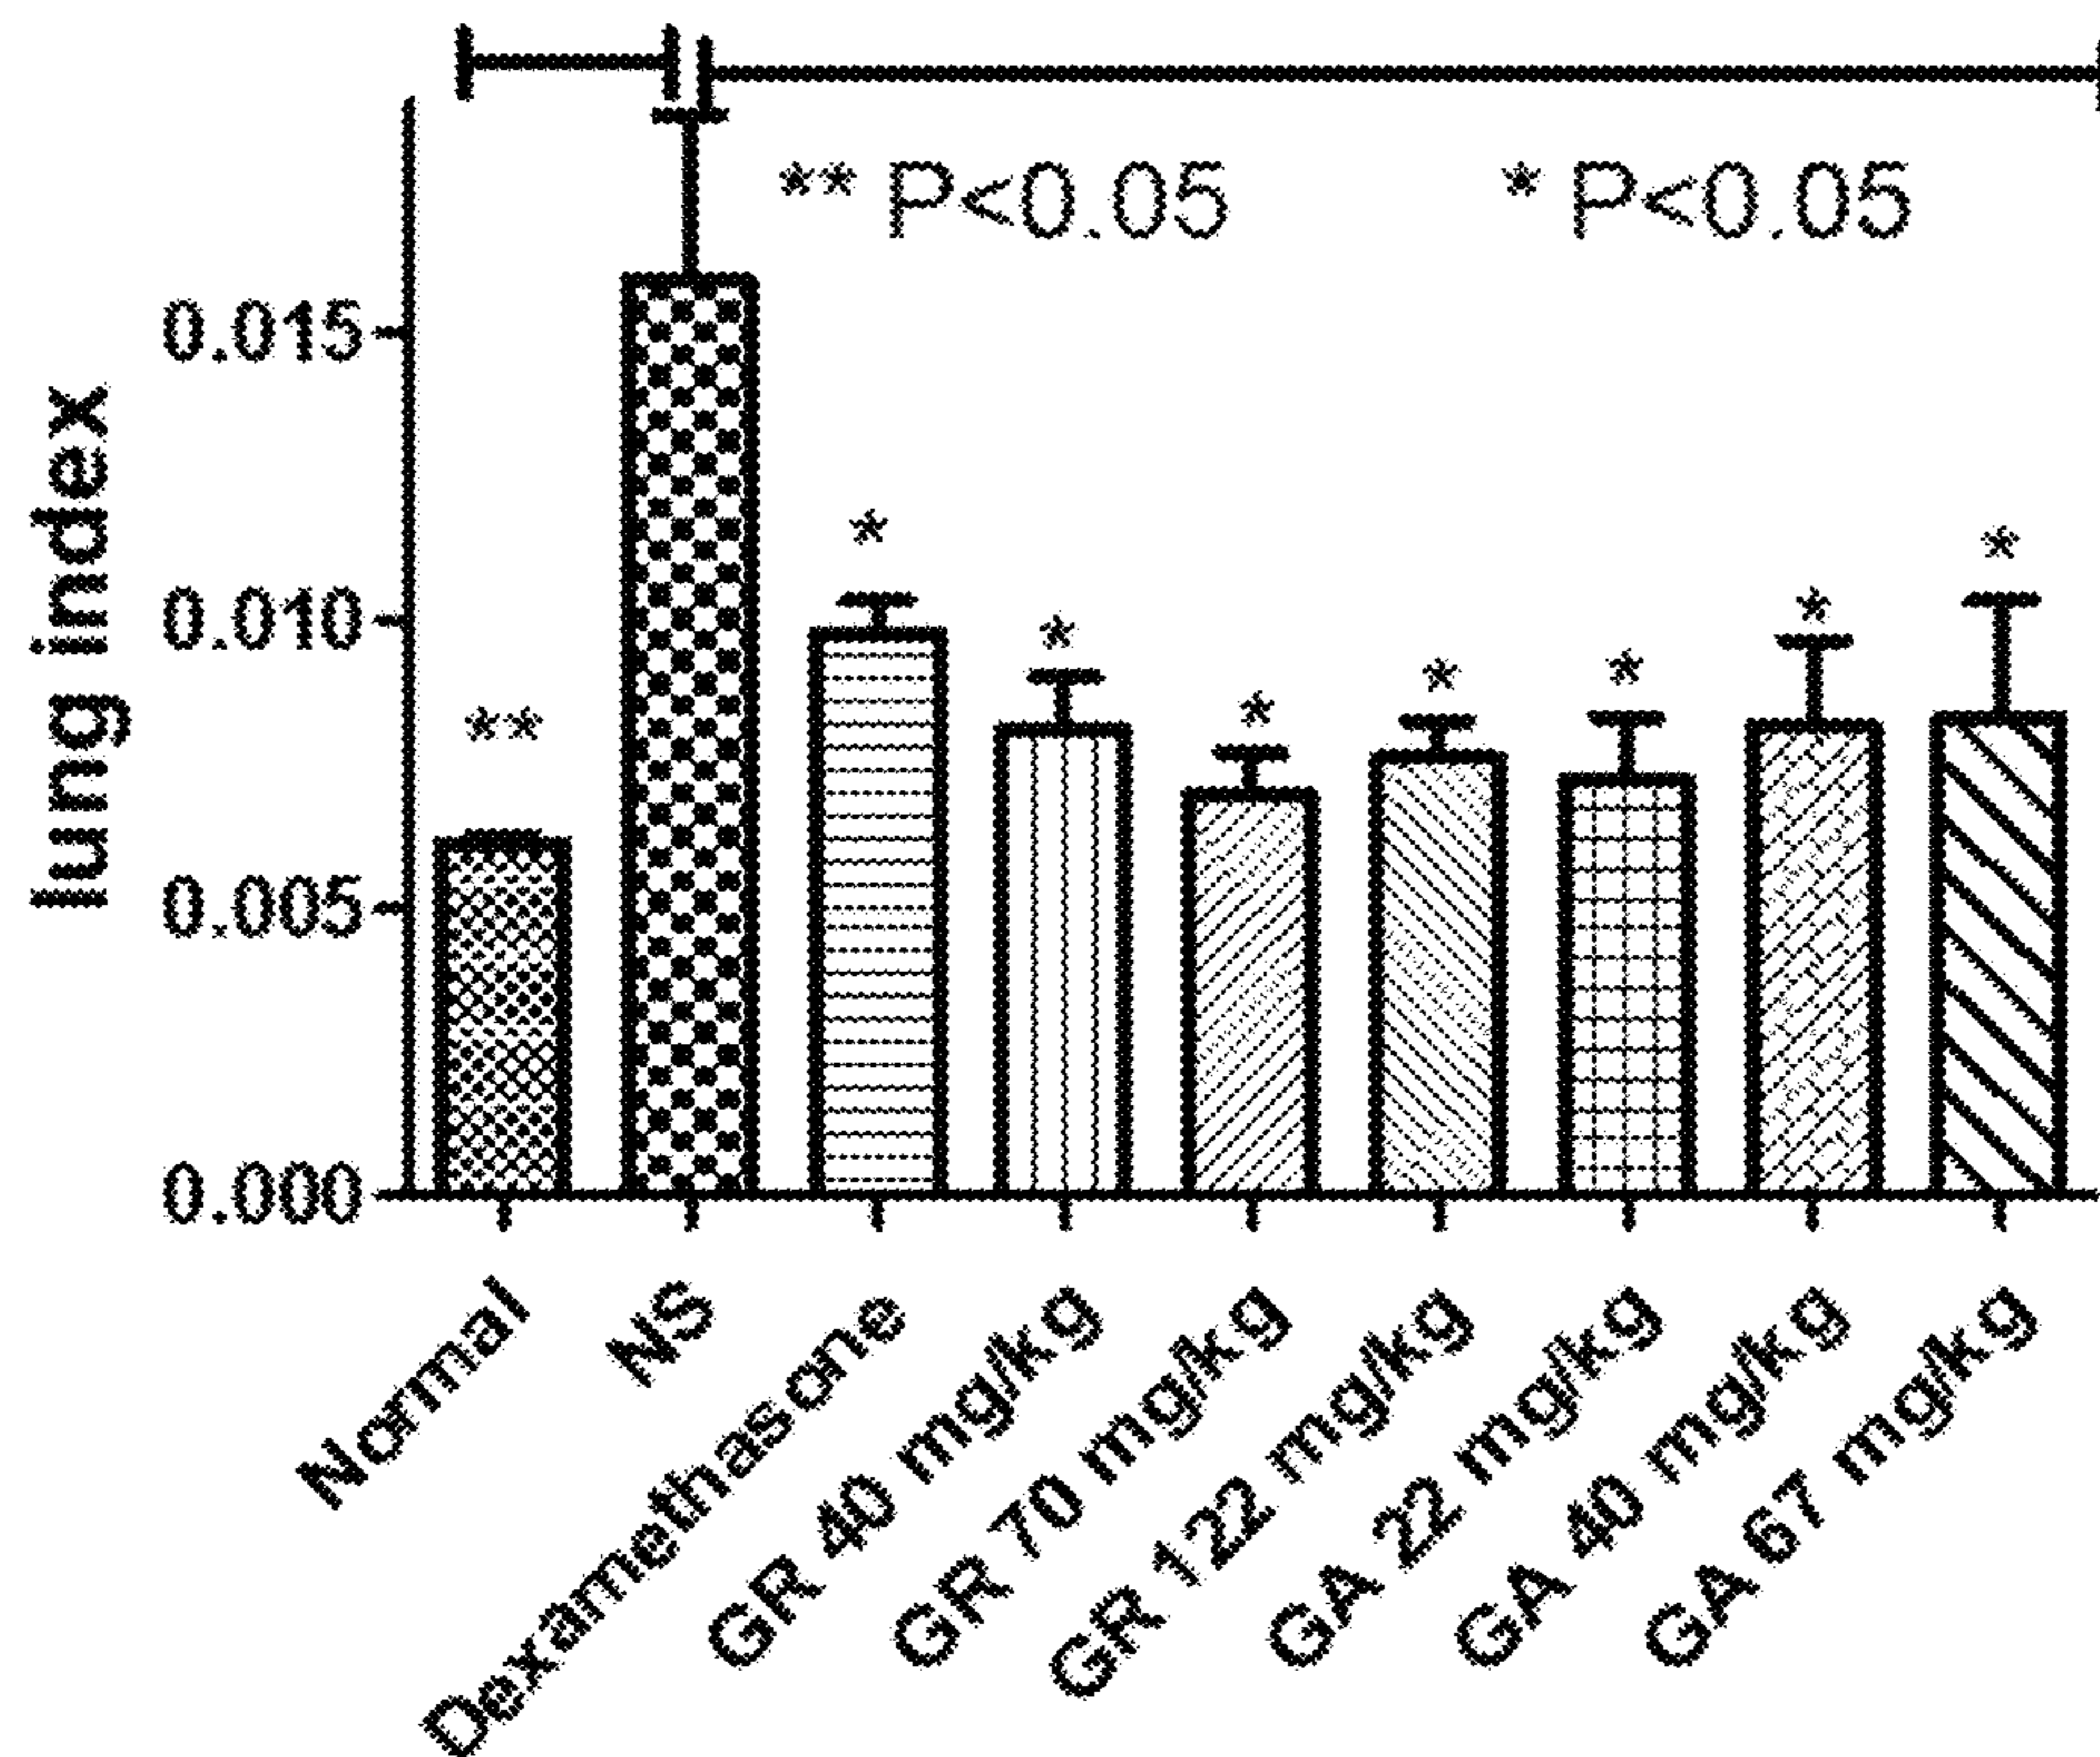 ** P<0.05
* P<0.05
lung index
0.015
0.010
0.005
0.000
**
*
*
*
*
*
*
*
Normal
NS
Dexamethasone
GR 40 mg/kg
GR 70 mg/kg
GR 122 mg/kg
GA 22 mg/kg
GA 40 mg/kg
GA 67 mg/kg